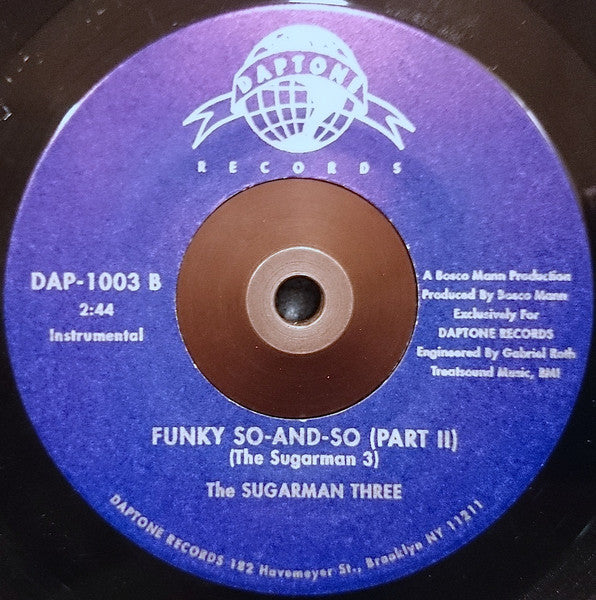 DAPTONE
RECORDS
DAP-1003 B
2:44
Instrumental
A Bosco Mann Production
Produced By Bosco Mann
Exclusively For
DAPTONE RECORDS
Engineered By Gabriel Roth
Treatsound Music, BMI
FUNKY SO-AND-SO (PART II)
(The Sugarman 3)
The SUGARMAN THREE
DAPTONE RECORDS 182 Havemeyer St., Brooklyn NY 11211